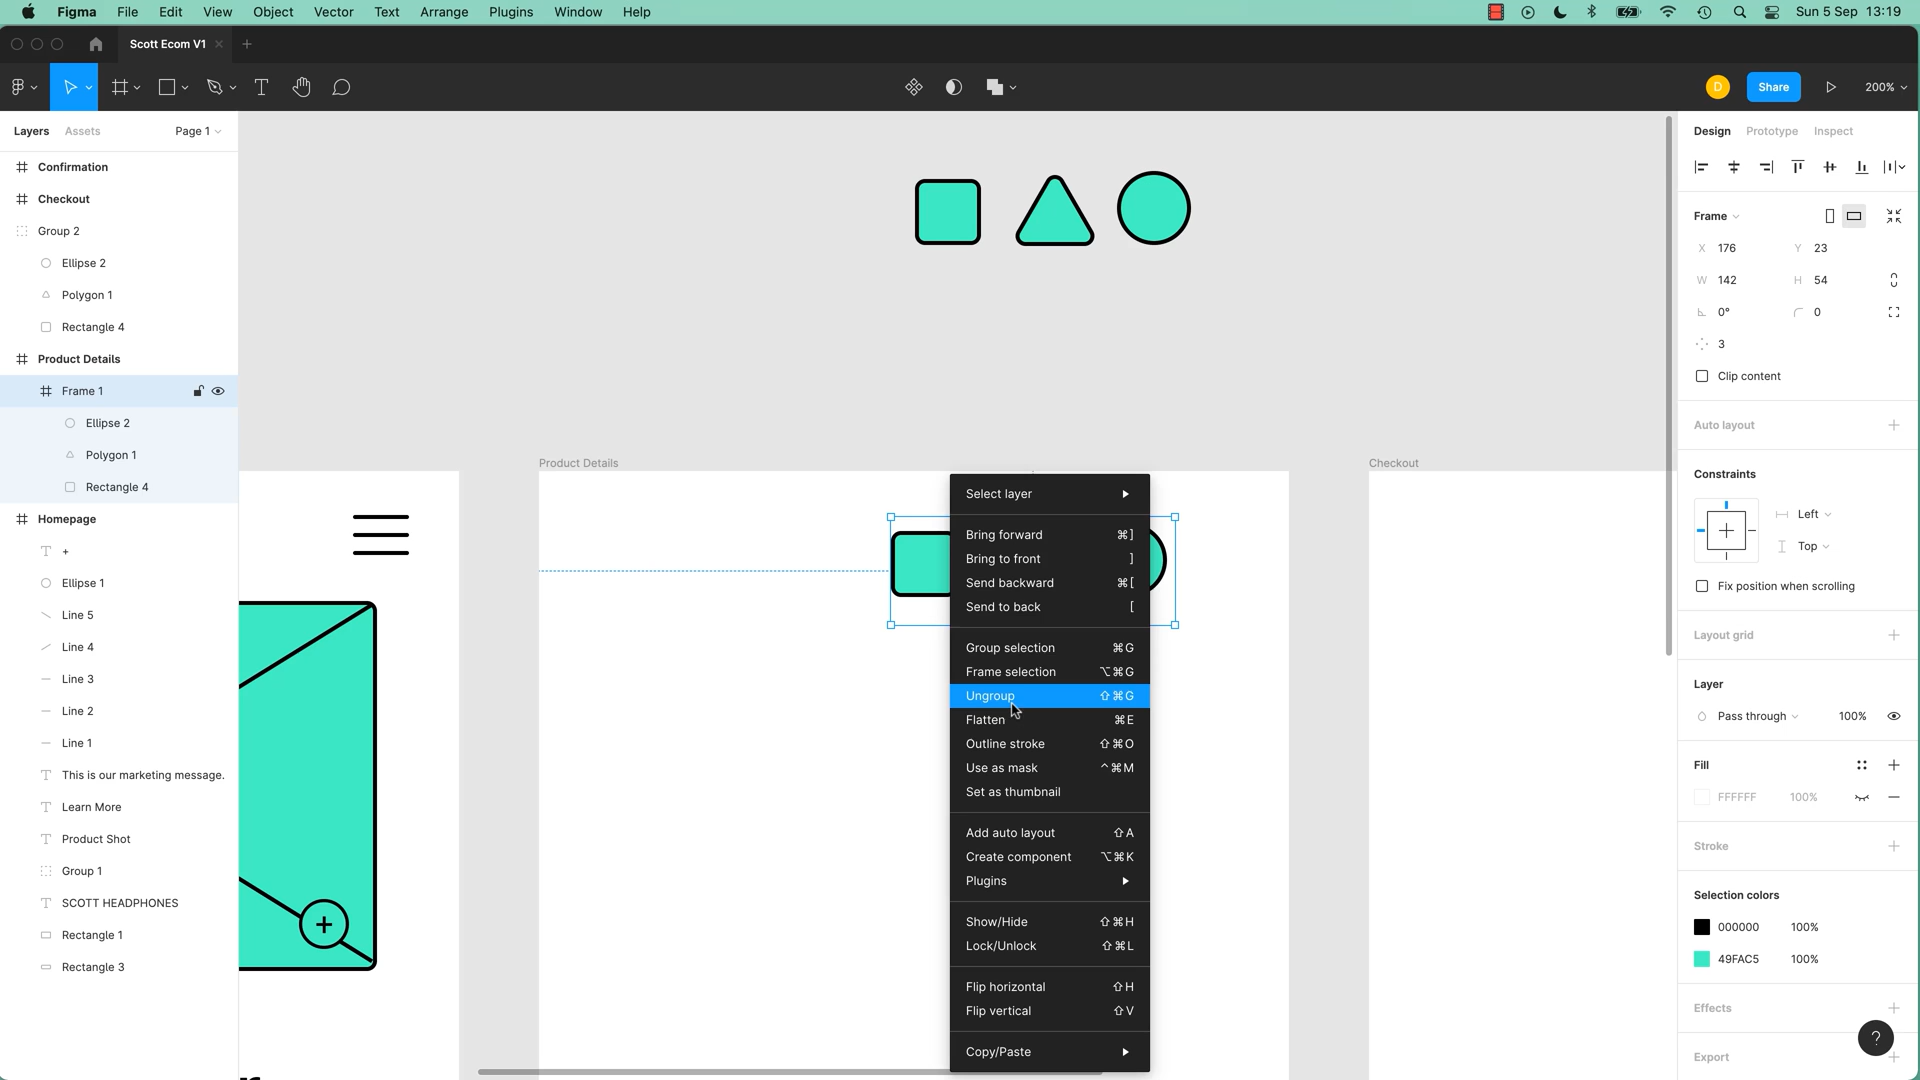 Figma File Edit View Object Vector Text Arrange Plugins Window Help Sun 5 Sep 13:19
Scott Ecom V1
D Share 200%
Layers Assets Page 1
Confirmation
Checkout
Group 2
Ellipse 2
Polygon 1
Rectangle 4
Product Details
Frame 1
Ellipse 2
Polygon 1
Rectangle 4
Homepage
+
Ellipse 1
Line 5
Line 4
Line 3
Line 2
Line 1
This is our marketing message.
Learn More
Product Shot
Group 1
SCOTT HEADPHONES
Rectangle 1
Rectangle 3
Product Details
Checkout
Select layer
Bring forward ⌘]
Bring to front ]
Send backward ⌘[
Send to back [
Group selection ⌘G
Frame selection ⌥⌘G
Ungroup ⇧⌘G
Flatten ⌘E
Outline stroke ⇧⌘O
Use as mask ^⌘M
Set as thumbnail
Add auto layout ⇧A
Create component ⌥⌘K
Plugins
Show/Hide ⇧⌘H
Lock/Unlock ⇧⌘L
Flip horizontal ⇧H
Flip vertical ⇧V
Copy/Paste
Design Prototype Inspect
Frame
X 176 Y 23
W 142 H 54
0° 0
3
Clip content
Auto layout
Constraints
Left
Top
Fix position when scrolling
Layout grid
Layer
Pass through 100%
Fill
FFFFFF 100%
Stroke
Selection colors
000000 100%
49FAC5 100%
Effects
?
Export